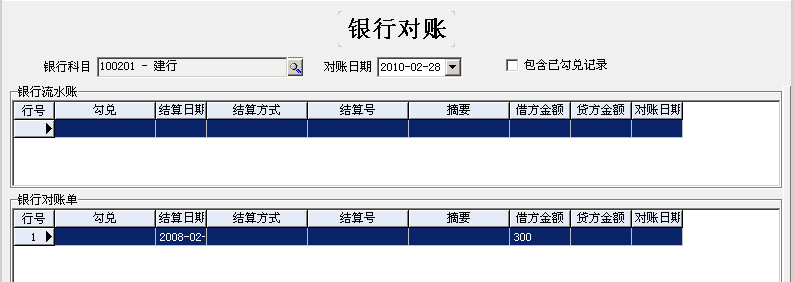 银行对账
银行科目 100201 - 建行 对账日期 2010-02-28 包含已勾兑记录
银行流水账
行号 勾兑 结算日期 结算方式 结算号 摘要 借方金额 贷方金额 对账日期
银行对账单
行号 勾兑 结算日期 结算方式 结算号 摘要 借方金额 贷方金额 对账日期
1 2008-02- 300